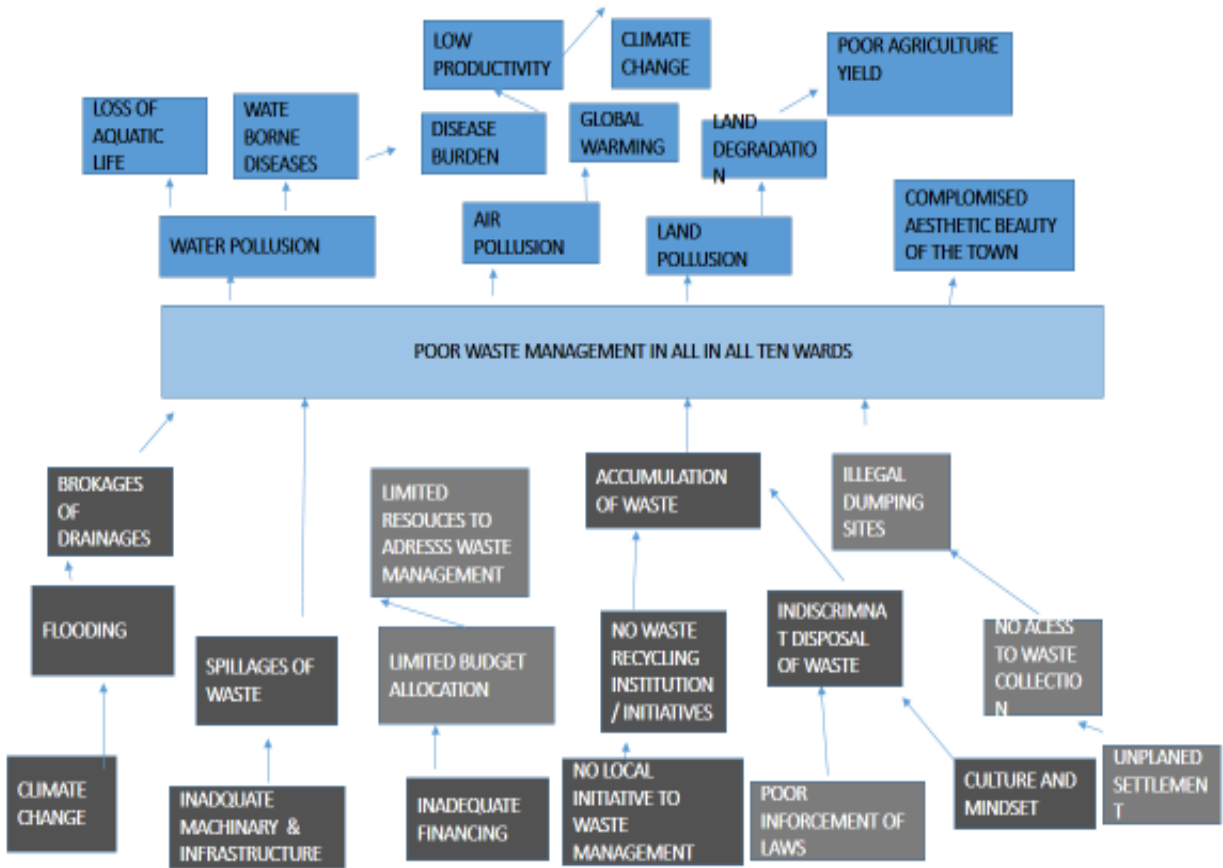 LOW
PRODUCTIVITY
CLIMATE
CHANGE
POOR AGRICULTURE
YIELD
LOSS OF
AQUATIC
LIFE
WATE
BORNE
DISEASES
DISEASE
BURDEN
GLOBAL
WARMING
LAND
DEGRADATIO
N
WATER POLLUSION
AIR
POLLUSION
LAND
POLLUSION
COMPLOMISED
AESTHETIC BEAUTY
OF THE TOWN
POOR WASTE MANAGEMENT IN ALL IN ALL TEN WARDS
BROKAGES
OF
DRAINAGES
LIMITED
RESOUCES TO
ADRESSS WASTE
MANAGEMENT
ACCUMULATION
OF WASTE
ILLEGAL
DUMPING
SITES
FLOODING
SPILLAGES OF
WASTE
LIMITED BUDGET
ALLOCATION
NO WASTE
RECYCLING
INSTITUTION
/ INITIATIVES
INDISCRIMNA
T DISPOSAL
OF WASTE
NO ACESS
TO WASTE
COLLECTIO
N
CLIMATE
CHANGE
INADQUATE
MACHINARY &
INFRASTRUCTURE
INADEQUATE
FINANCING
NO LOCAL
INITIATIVE TO
WASTE
MANAGEMENT
POOR
INFORCEMENT OF
LAWS
CULTURE AND
MINDSET
UNPLANED
SETTLEMEN
T